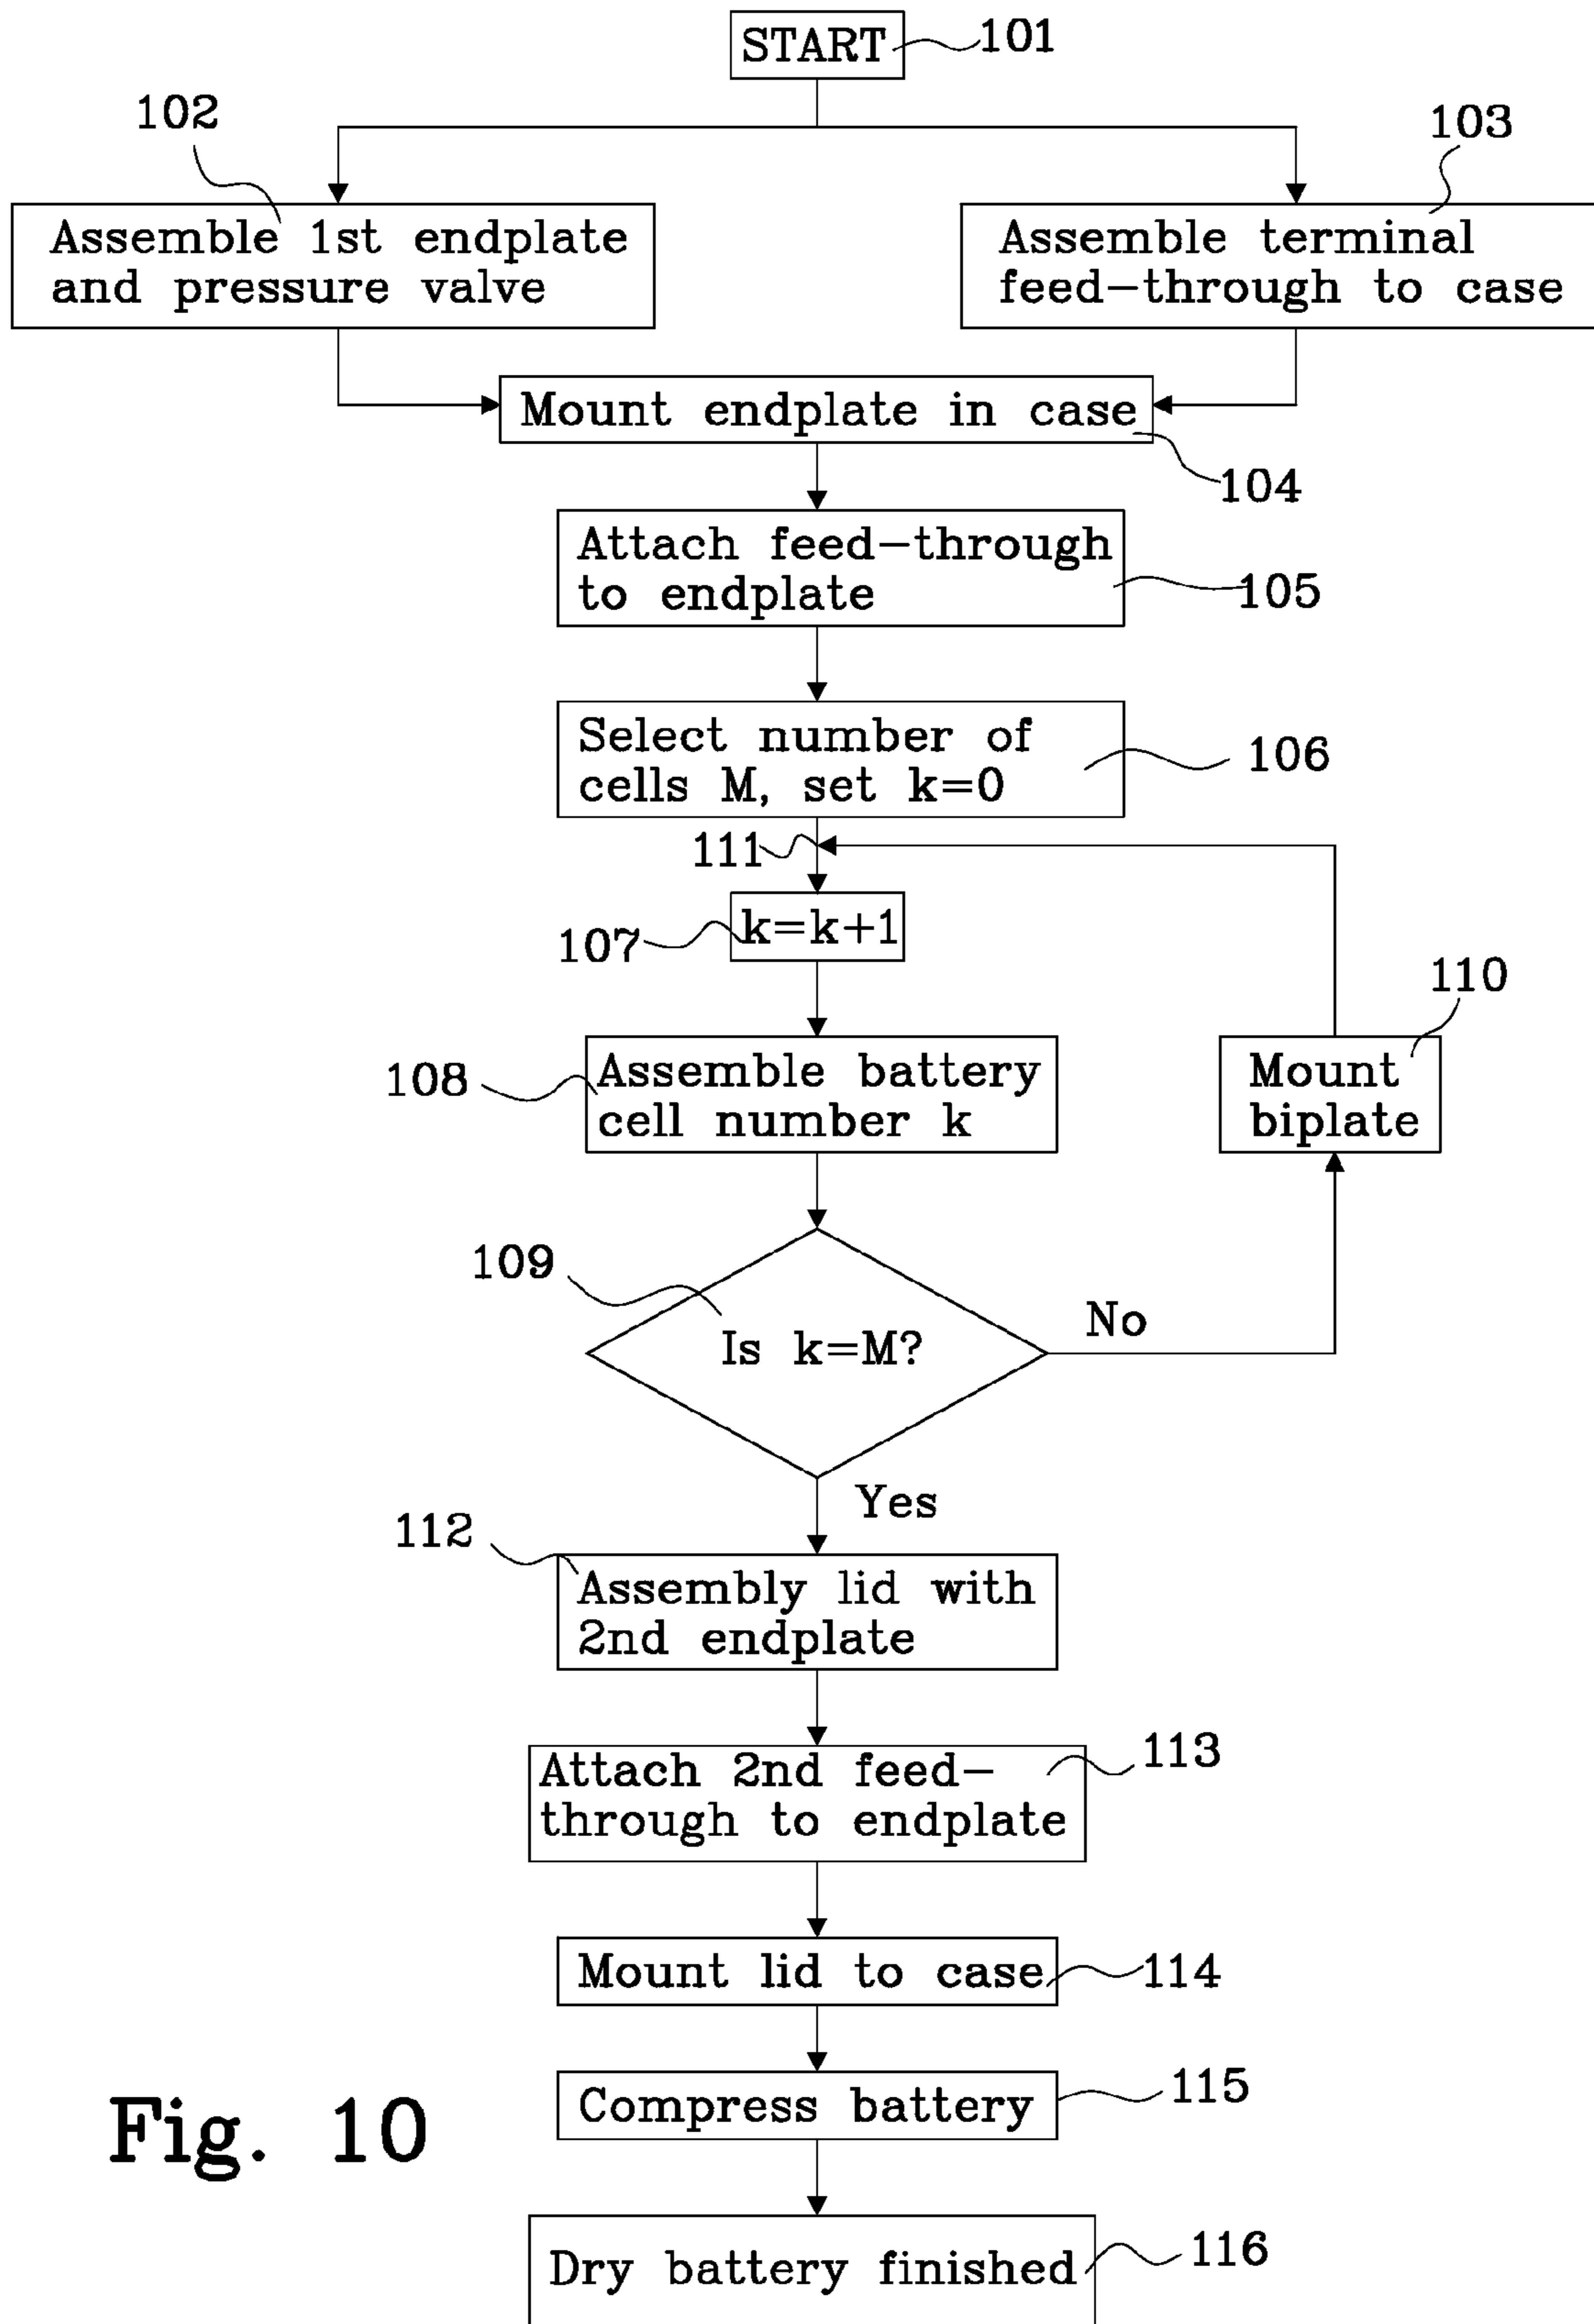 START
101
102
103
Assemble 1st endplate
and pressure valve
Assemble terminal
feed-through to case
Mount endplate in case
104
Attach feed-through
to endplate
105
Select number of
cells M, set k=0
106
111
k=k+1
107
110
Assemble battery
cell number k
108
Mount
biplate
109
Is k=M?
No
Yes
112
Assembly lid with
2nd endplate
Attach 2nd feed-
through to endplate
113
Mount lid to case
114
Compress battery
115
Fig. 10
Dry battery finished
116